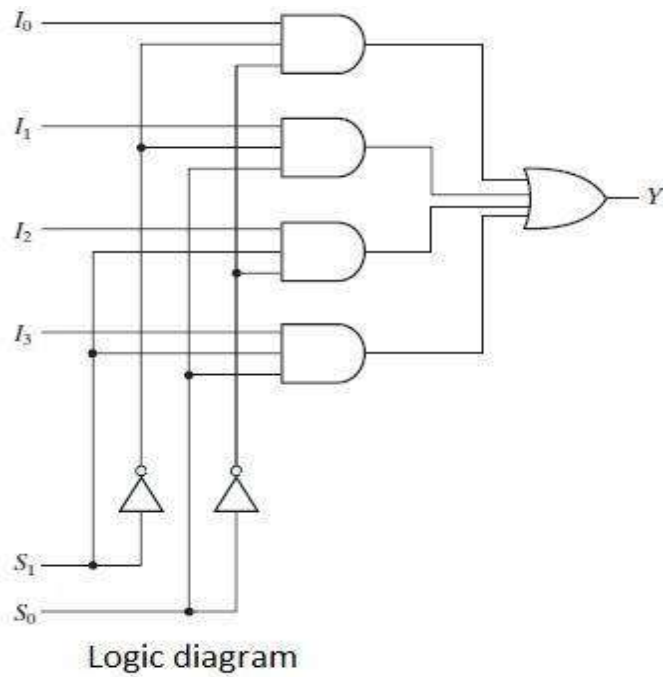 I₀
I₁
Y
I₂
I₃
S₁
S₀
Logic diagram